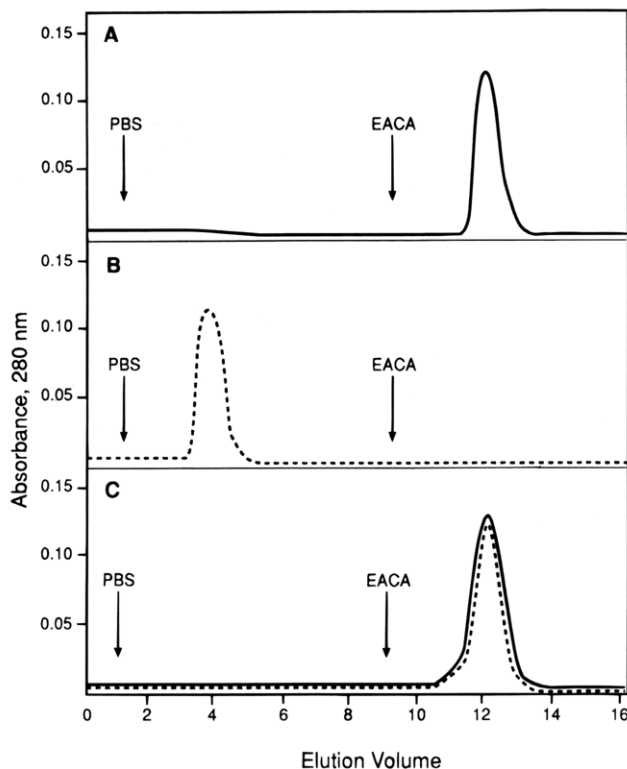 A
0.15
0.10
0.05
PBS
EACA
B
0.15
0.10
0.05
PBS
EACA
C
0.15
0.10
0.05
PBS
EACA
0 2 4 6 8 10 12 14 16
Absorbance, 280 nm
Elution Volume